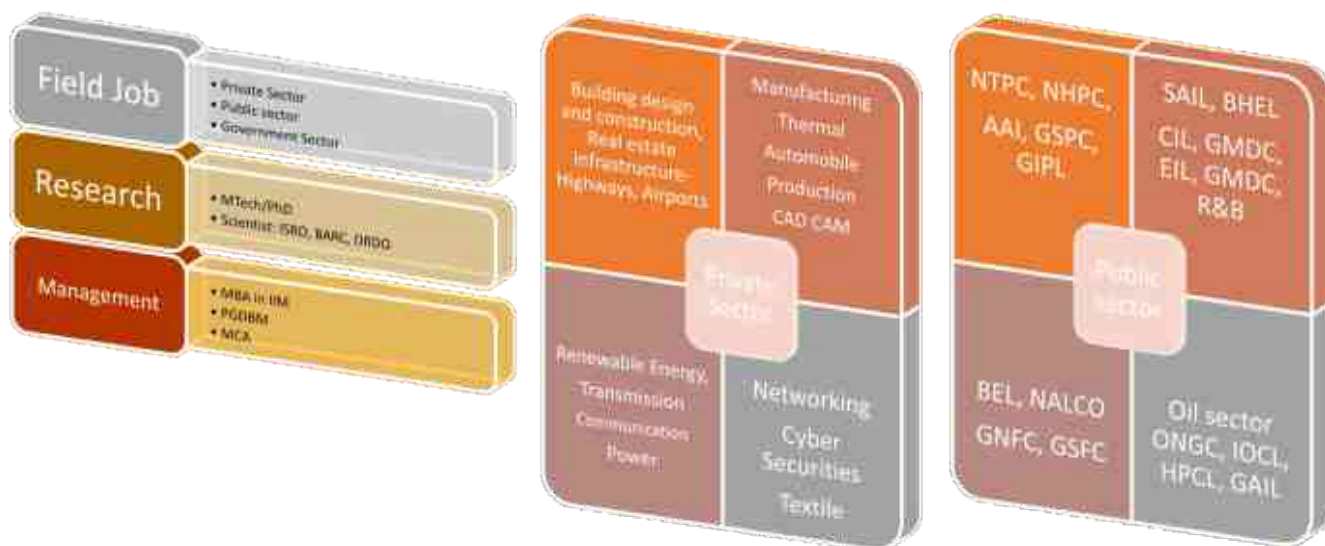 Field Job
• Private Sector
• Public sector
• Government Sector
Research
• MTech/PhD
• Scientist: ISRO, BARC, DRDO
Management
• MBA in IIM
• PGDBM
• MCA
Building design
and construction,
Real estate
infrastructure-
Highways, Airports
Manufacturing
Thermal
Automobile
Production
CAD CAM
Private
Sector
Renewable Energy,
Transmission
Communication
Power
Networking
Cyber
Securities
Textile
NTPC, NHPC,
AAI, GSPC,
GIPL
SAIL, BHEL
CIL, GMDC,
EIL, GMDC,
R&B
Public
sector
BEL, NALCO
GNFC, GSFC
Oil sector
ONGC, IOCL,
HPCL, GAIL